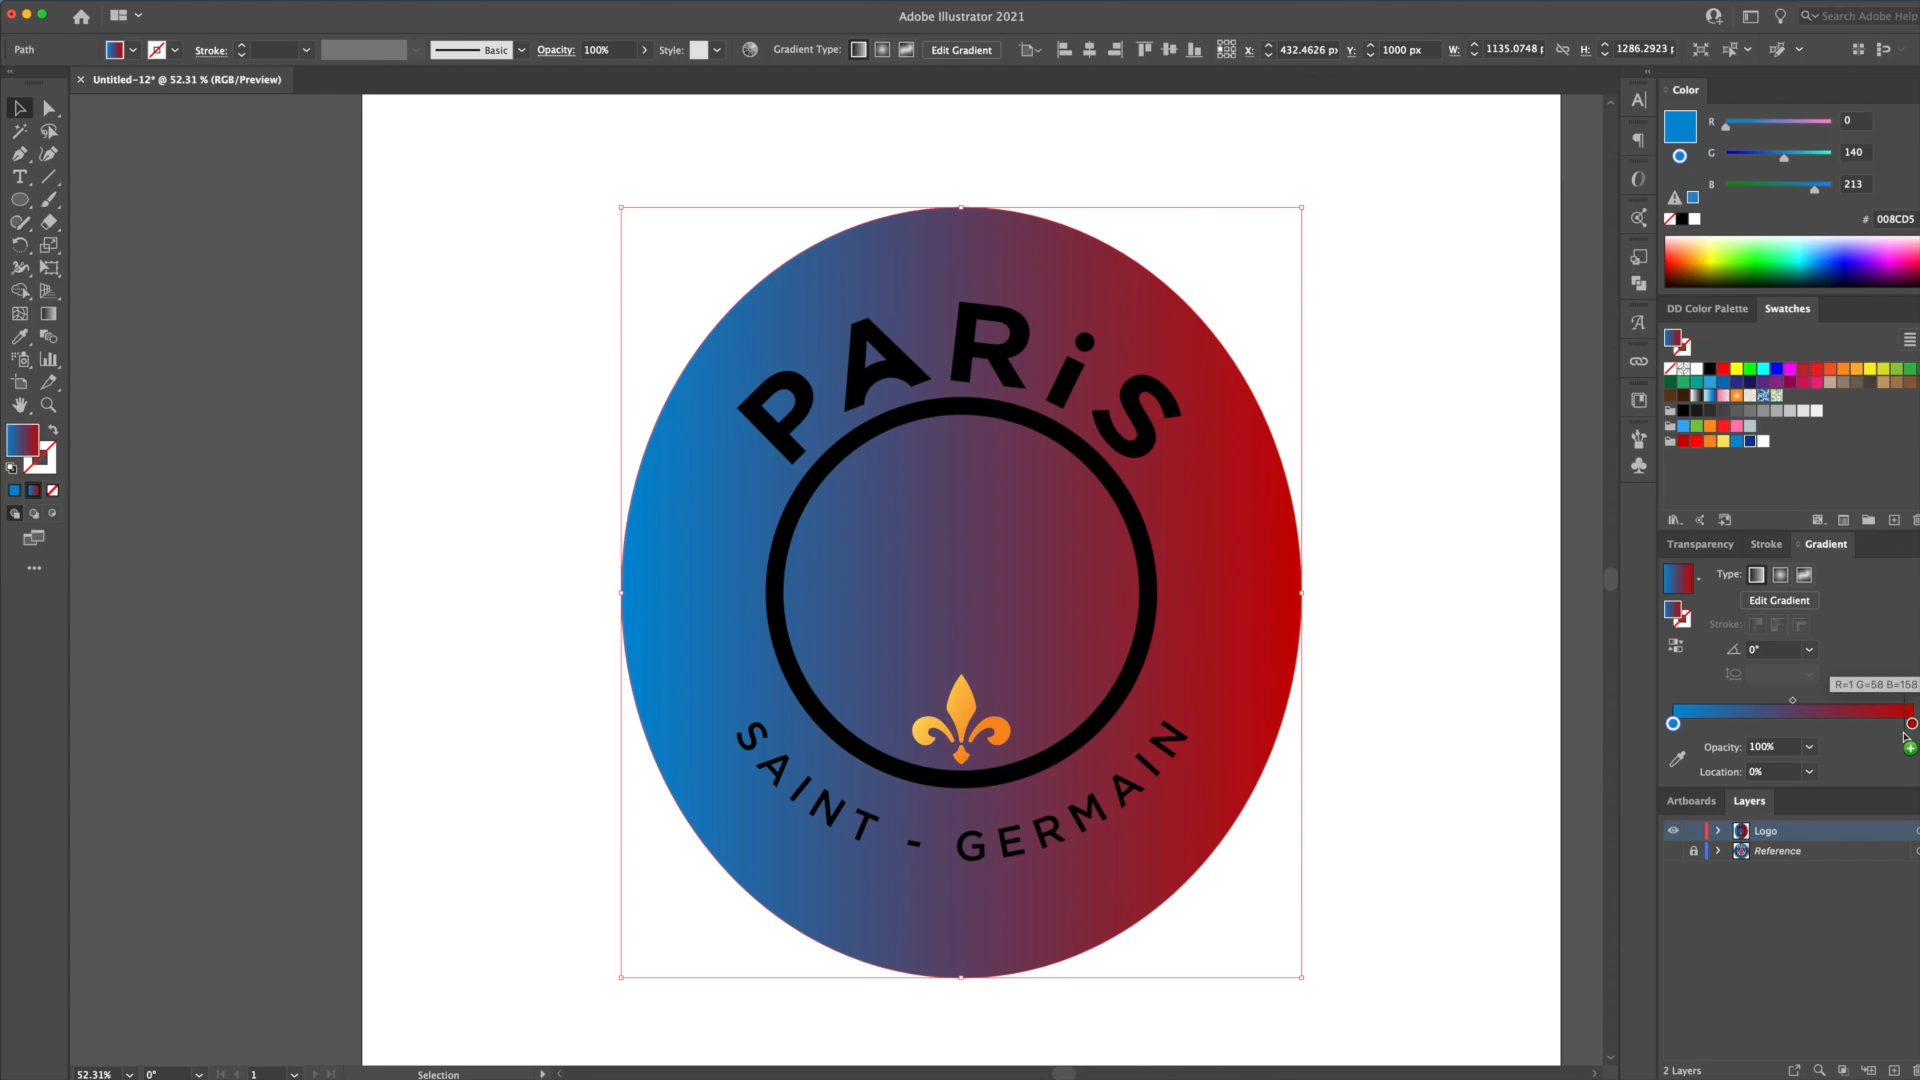 Adobe Illustrator 2021
Search Adobe Help
Path
Stroke:
Basic
Opacity: 100%
Style:
Gradient Type:
Edit Gradient
X: 432.4626 px
Y: 1000 px
W: 1135.0748 p
H: 1286.2923 p
Untitled-12* @ 52.31 % (RGB/Preview)
Color
R 0
G 140
B 213
# 008CD5
DD Color Palette
Swatches
PARiS
SAINT - GERMAIN
Transparency
Stroke
Gradient
Type:
Edit Gradient
Stroke:
0°
R=1 G=58 B=158
Opacity: 100%
Location: 0%
Artboards
Layers
Logo
Reference
2 Layers
52.31%
0°
1
Selection